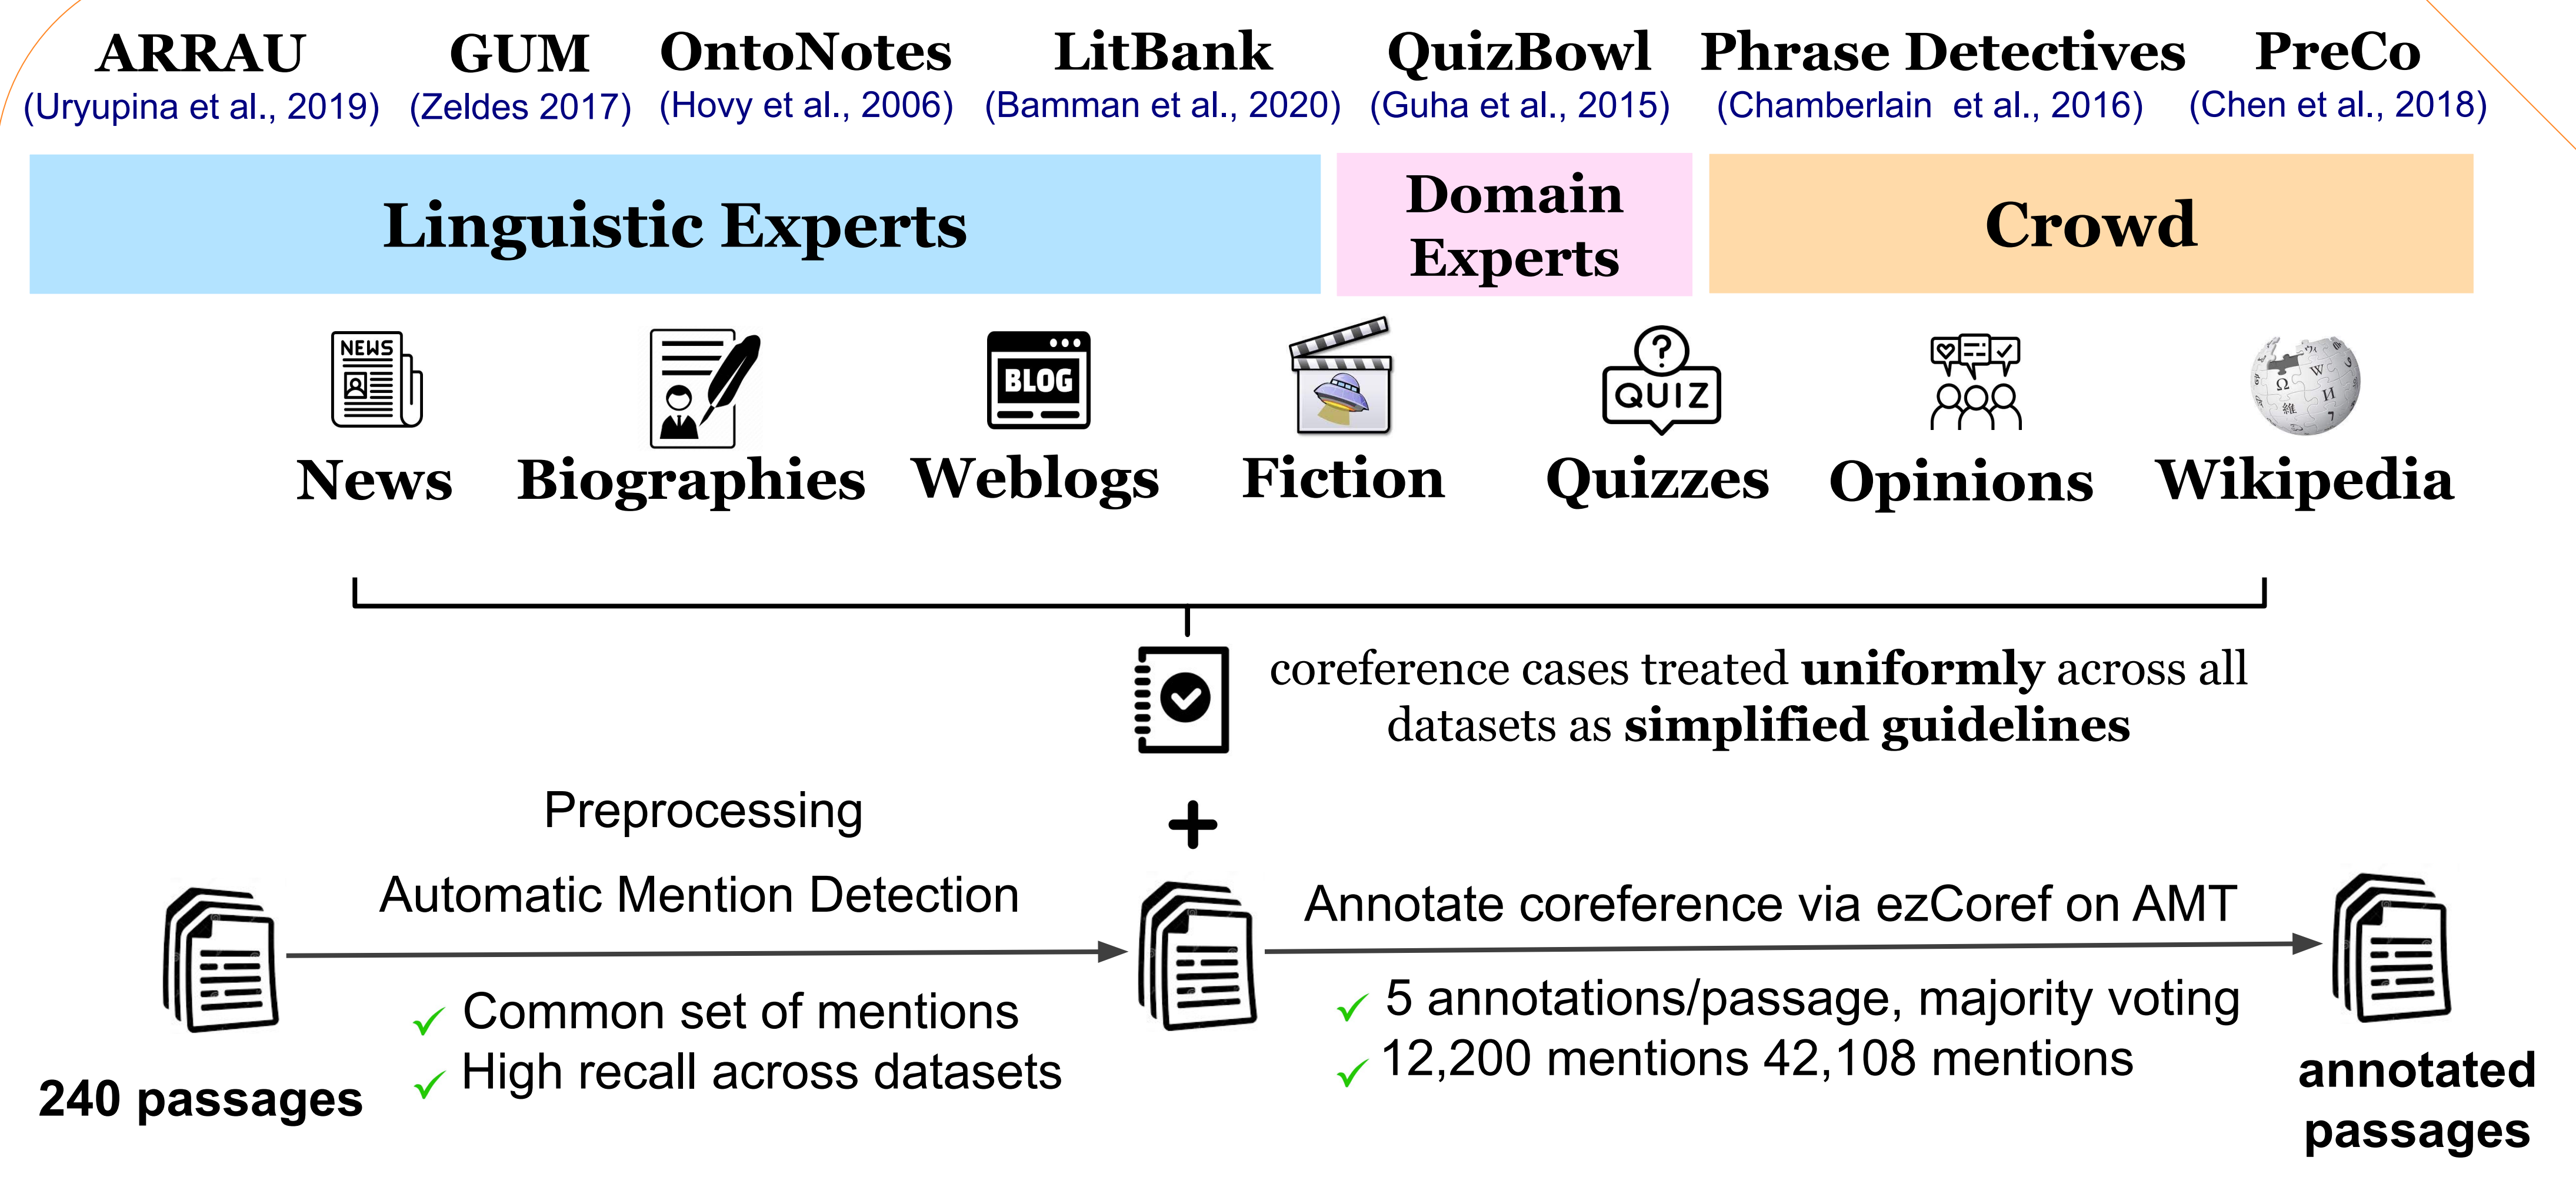 ARRAU GUM OntoNotes LitBank QuizBowl Phrase Detectives PreCo
(Uryupina et al., 2019) (Zeldes 2017) (Hovy et al., 2006) (Bamman et al., 2020) (Guha et al., 2015) (Chamberlain et al., 2016) (Chen et al., 2018)
Linguistic Experts
Domain
Experts
Crowd
NEWS
BLOG
?
QUIZ
Ω W И 維
News Biographies Weblogs Fiction Quizzes Opinions Wikipedia
coreference cases treated uniformly across all
datasets as simplified guidelines
Preprocessing
+
Automatic Mention Detection
Annotate coreference via ezCoref on AMT
✓ Common set of mentions
✓ High recall across datasets
✓ 5 annotations/passage, majority voting
✓ 12,200 mentions 42,108 mentions
240 passages
annotated
passages